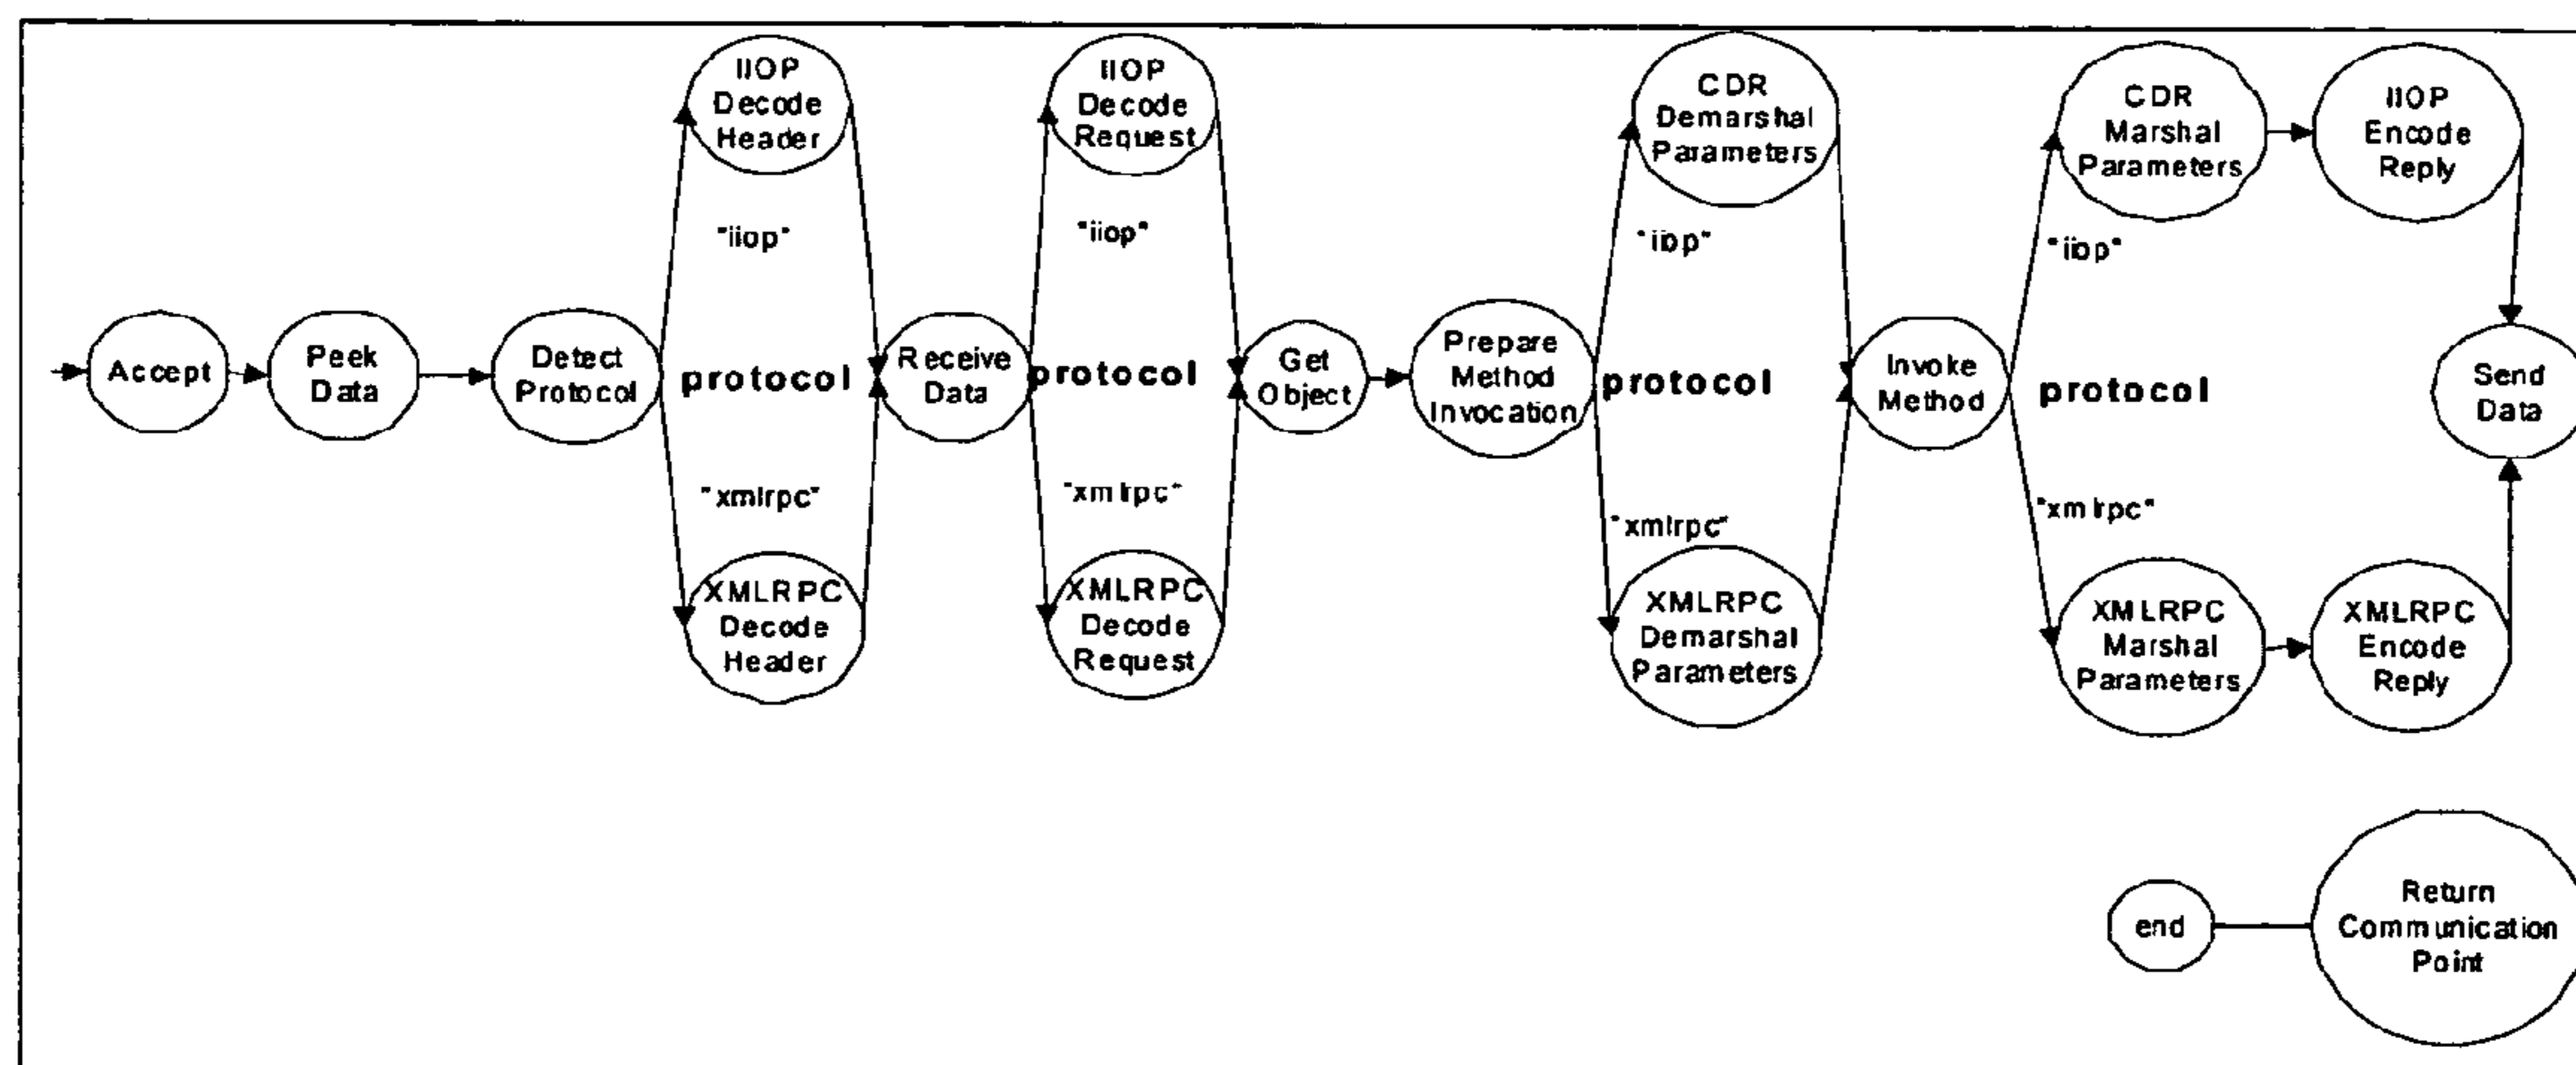 IIOP
Decode
Header
IIOP
Decode
Request
CDR
Demarshal
Parameters
CDR
Marshal
Parameters
IIOP
Encode
Reply
"iiop"
"iiop"
"iiop"
"iiop"
Accept
Peek
Data
Detect
Protocol
protocol
Receive
Data
protocol
Get
Object
Prepare
Method
Invocation
protocol
Invoke
Method
protocol
Send
Data
"xmlrpc"
"xmlrpc"
"xmlrpc"
"xmlrpc"
XMLRPC
Decode
Header
XMLRPC
Decode
Request
XMLRPC
Demarshal
Parameters
XMLRPC
Marshal
Parameters
XMLRPC
Encode
Reply
end
Return
Communication
Point